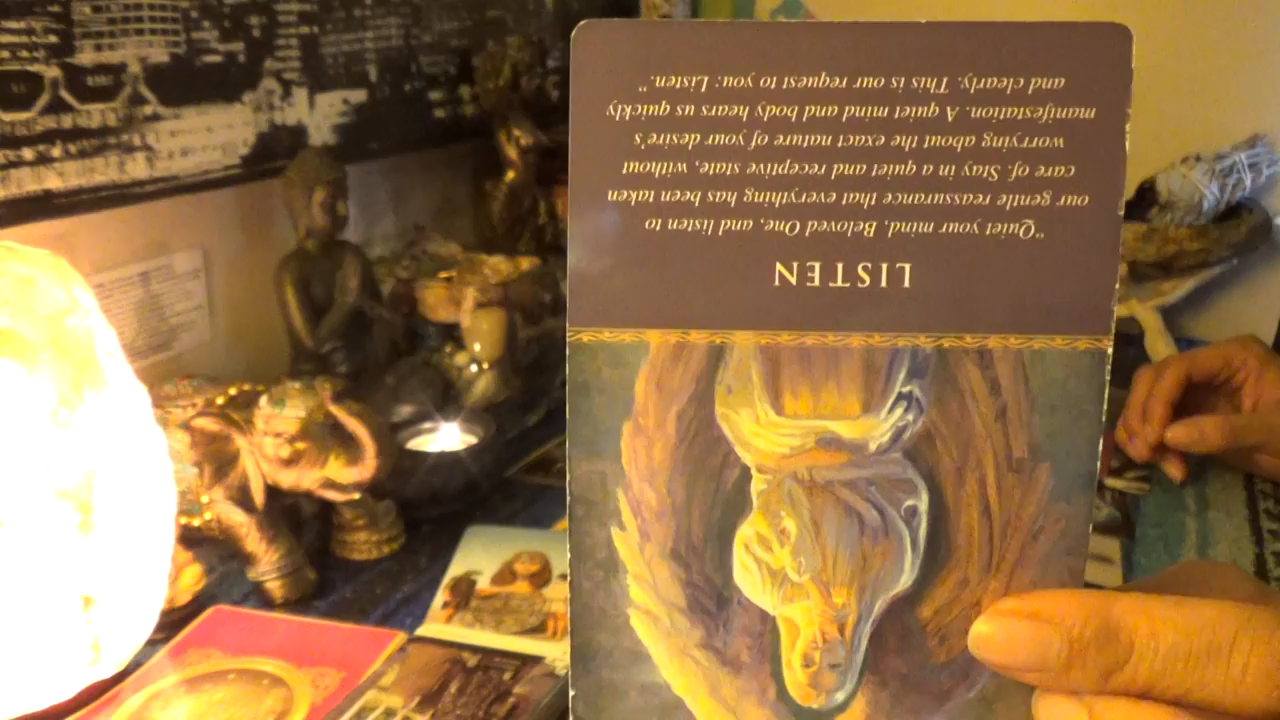 LISTEN
"Quiet your mind, Beloved One, and listen to
our gentle reassurance that everything has been taken
care of. Stay in a quiet and receptive state, without
worrying about the exact nature of your desire's
manifestation. A quiet mind and body hears us quickly
and clearly. This is our request to you: Listen."